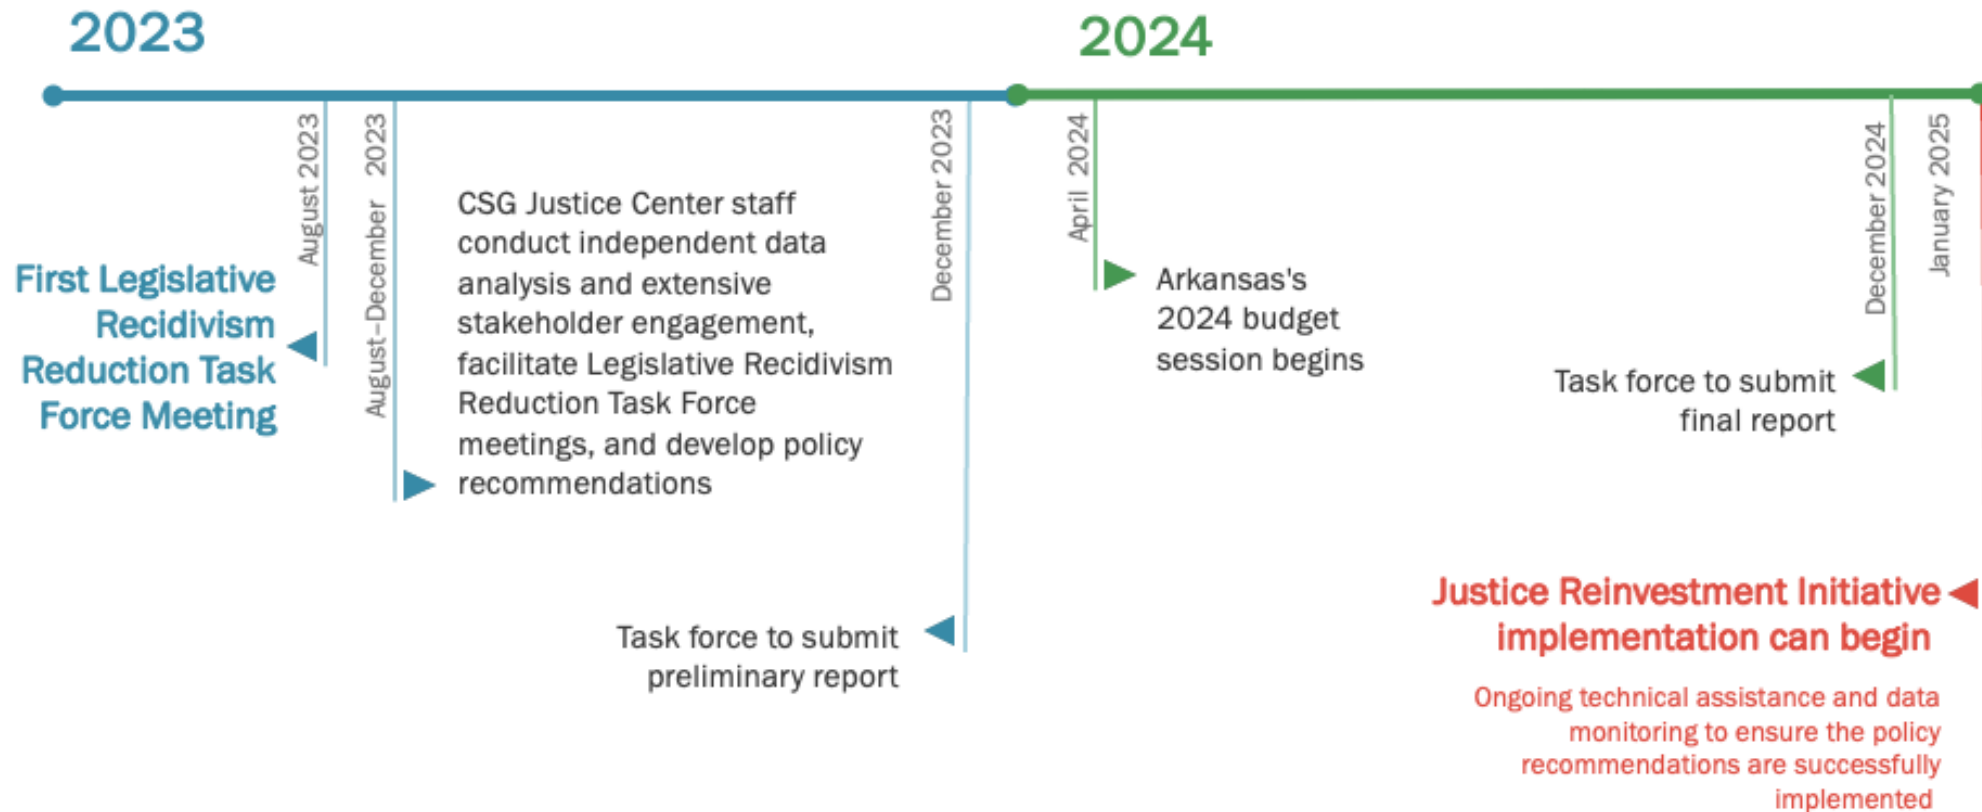 2023
2024
August 2023
First Legislative
Recidivism
Reduction Task
Force Meeting
August–December 2023
CSG Justice Center staff
conduct independent data
analysis and extensive
stakeholder engagement,
facilitate Legislative Recidivism
Reduction Task Force
meetings, and develop policy
recommendations
December 2023
Task force to submit
preliminary report
April 2024
Arkansas's
2024 budget
session begins
December 2024
Task force to submit
final report
January 2025
Justice Reinvestment Initiative
implementation can begin
Ongoing technical assistance and data
monitoring to ensure the policy
recommendations are successfully
implemented